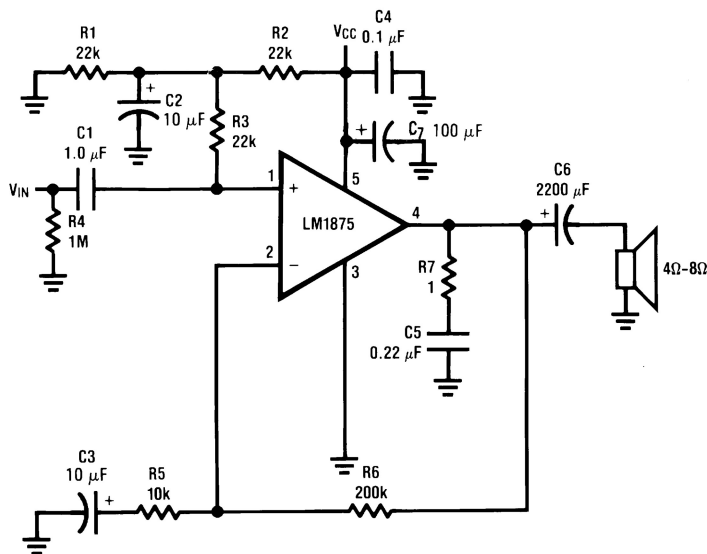 R1
22k
R2
22k
VCC
C4
0.1 μF
+
C2
10 μF
R3
22k
+
C7 100 μF
C1
1.0 μF
VIN
R4
1M
1
+
5
LM1875
4
2
−
3
C6
2200 μF
+
4Ω-8Ω
R7
1
C5
0.22 μF
C3
10 μF
+
R5
10k
R6
200k